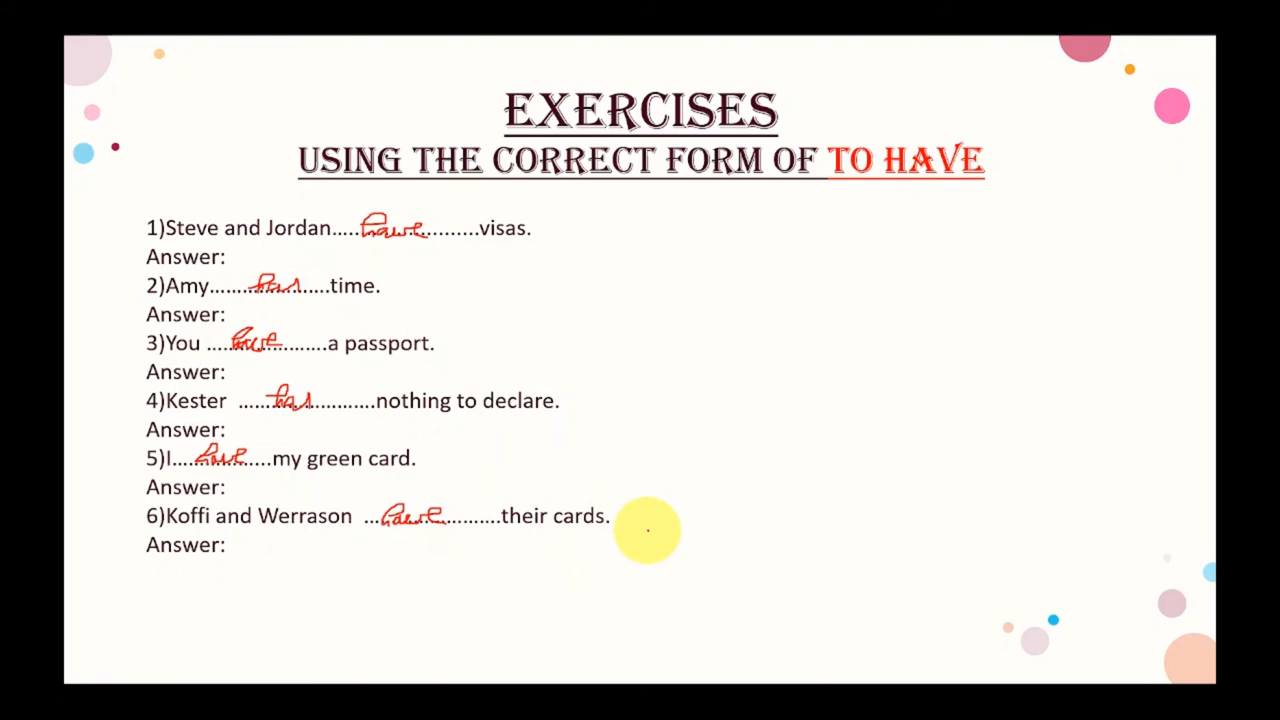 EXERCISES
USING THE CORRECT FORM OF TO HAVE
1)Steve and Jordan.....have..........visas.
Answer:
2)Amy.......has.....time.
Answer:
3)You .....have........a passport.
Answer:
4)Kester ......has..........nothing to declare.
Answer:
5)I....have....my green card.
Answer:
6)Koffi and Werrason ...have..........their cards.
Answer: